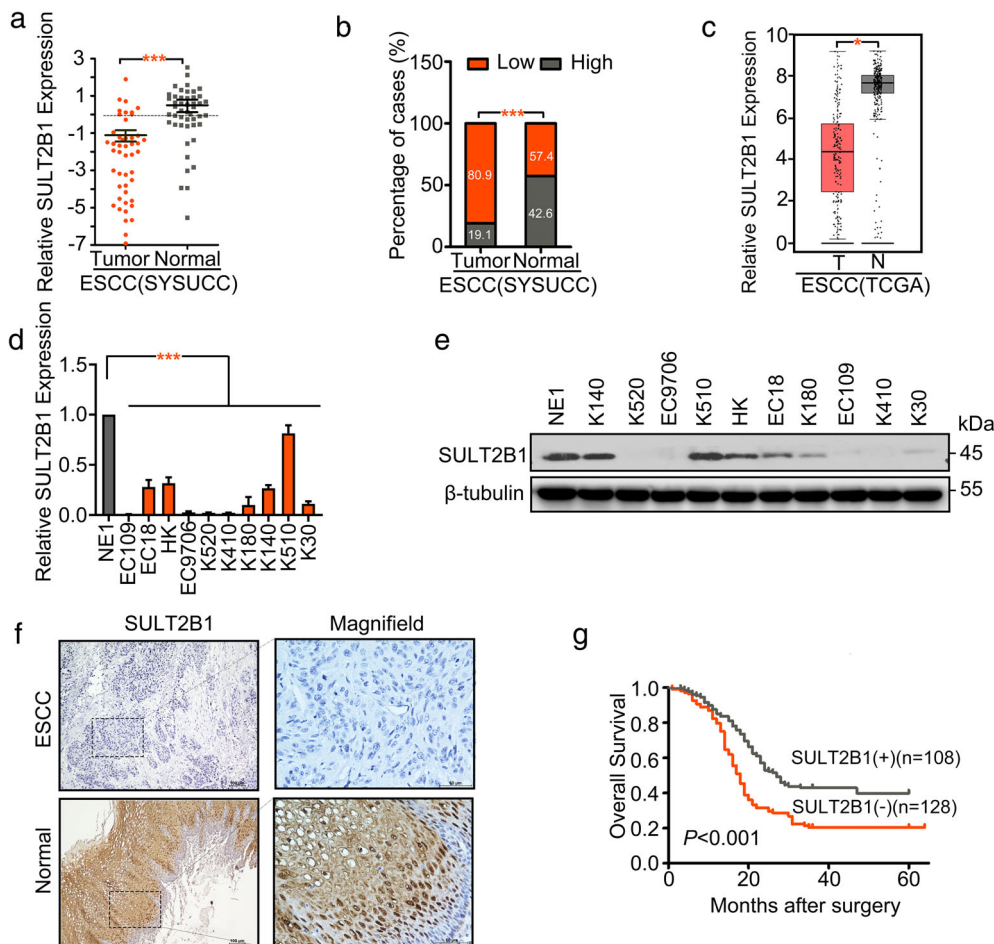 a
Relative SULT2B1 Expression
3
1
-1
-3
-5
-7
***
Tumor Normal
ESCC(SYSUCC)
b
Low High
Percentage of cases (%)
150
100
50
0
***
80.9
19.1
57.4
42.6
Tumor Normal
ESCC(SYSUCC)
c
Relative SULT2B1 Expression
10
8
6
4
2
0
*
T N
ESCC(TCGA)
d
Relative SULT2B1 Expression
1.5
1.0
0.5
0.0
***
NE1
EC109
EC18
HK
EC9706
K520
K410
K180
K140
K510
K30
e
NE1
K140
K520
EC9706
K510
HK
EC18
K180
EC109
K410
K30
kDa
SULT2B1
45
β-tubulin
55
f
SULT2B1 Magnifield
ESCC
Normal
g
Overall Survival
1.0
0.8
0.6
0.4
0.2
0.0
SULT2B1(+)(n=108)
SULT2B1(-)(n=128)
P<0.001
0 20 40 60
Months after surgery